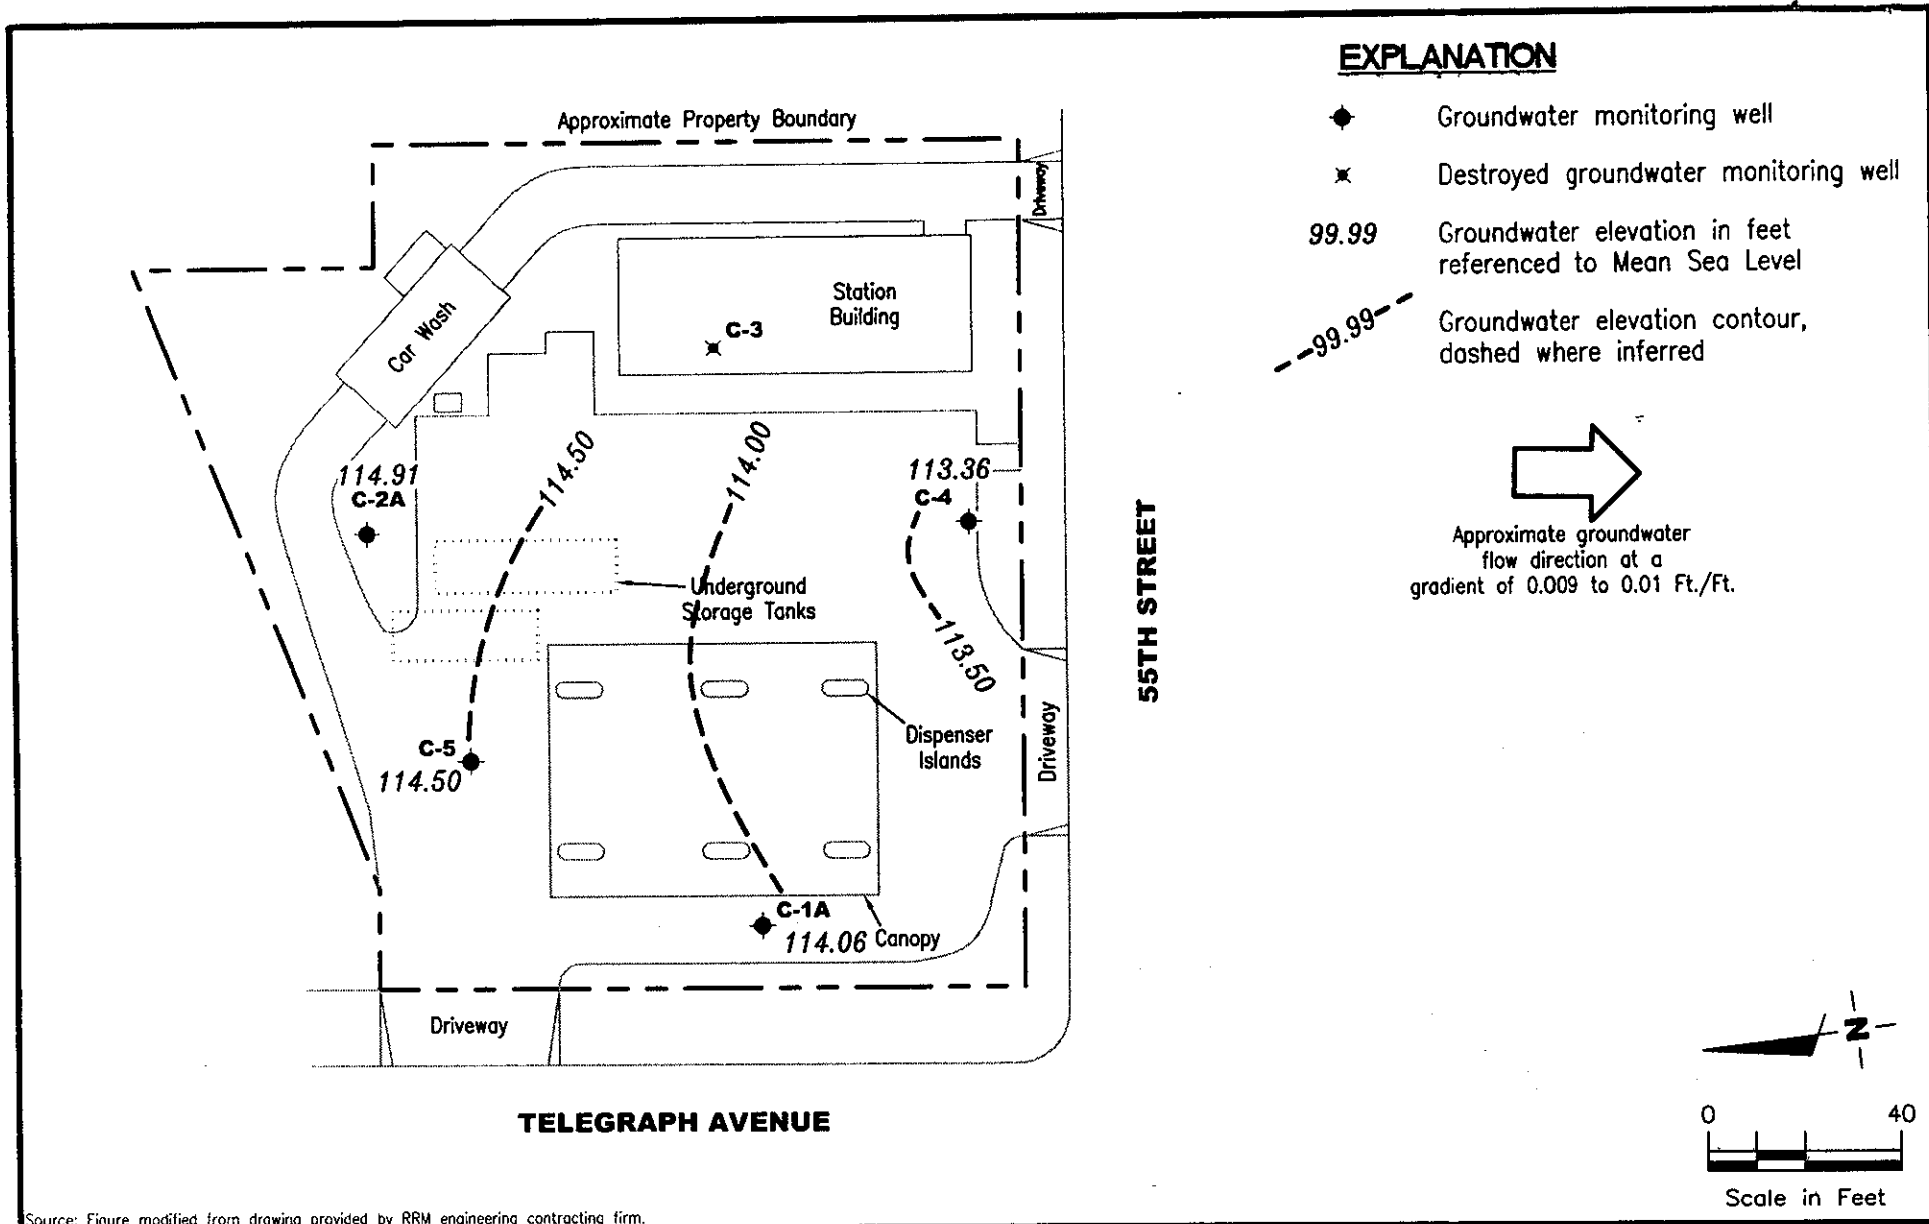 EXPLANATION
Groundwater monitoring well
Destroyed groundwater monitoring well
99.99
Groundwater elevation in feet
referenced to Mean Sea Level
99.99
Groundwater elevation contour,
dashed where inferred
Approximate groundwater
flow direction at a
gradient of 0.009 to 0.01 Ft./Ft.
Approximate Property Boundary
Driveway
Car Wash
Station
Building
C-3
114.50
114.00
114.91
C-2A
113.36
C-4
Underground
Storage Tanks
113.50
55TH STREET
C-5
114.50
Dispenser
Islands
Driveway
C-1A
114.06
Canopy
Driveway
TELEGRAPH AVENUE
N
0 40
Scale in Feet
Source: Figure modified from drawing provided by RRM engineering contracting firm.